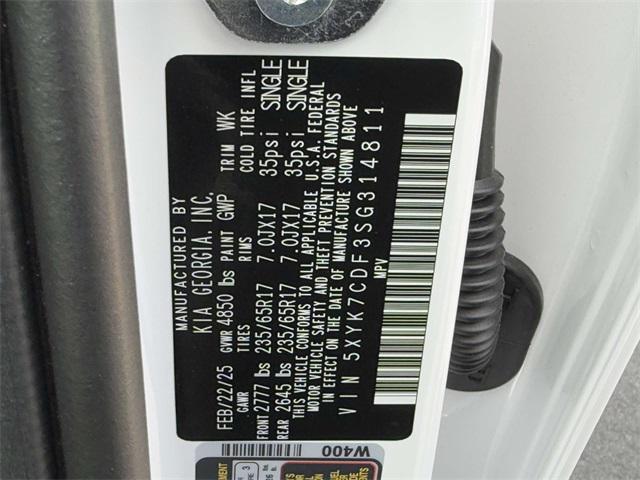 MANUFACTURED BY
KIA GEORGIA, INC.
FEB/22/25 GVWR 4850 lbs PAINT GWP TRIM WK
GAWR TIRES RIMS COLD TIRE INFL
FRONT 2777 lbs 235/65R17 7.0JX17 35psi SINGLE
REAR 2645 lbs 235/65R17 7.0JX17 35psi SINGLE
THIS VEHICLE CONFORMS TO ALL APPLICABLE U.S.A. FEDERAL
MOTOR VEHICLE SAFETY AND THEFT PREVENTION STANDARDS
IN EFFECT ON THE DATE OF MANUFACTURE SHOWN ABOVE
VIN 5XYK7CDF3SG314811
MPV
W400